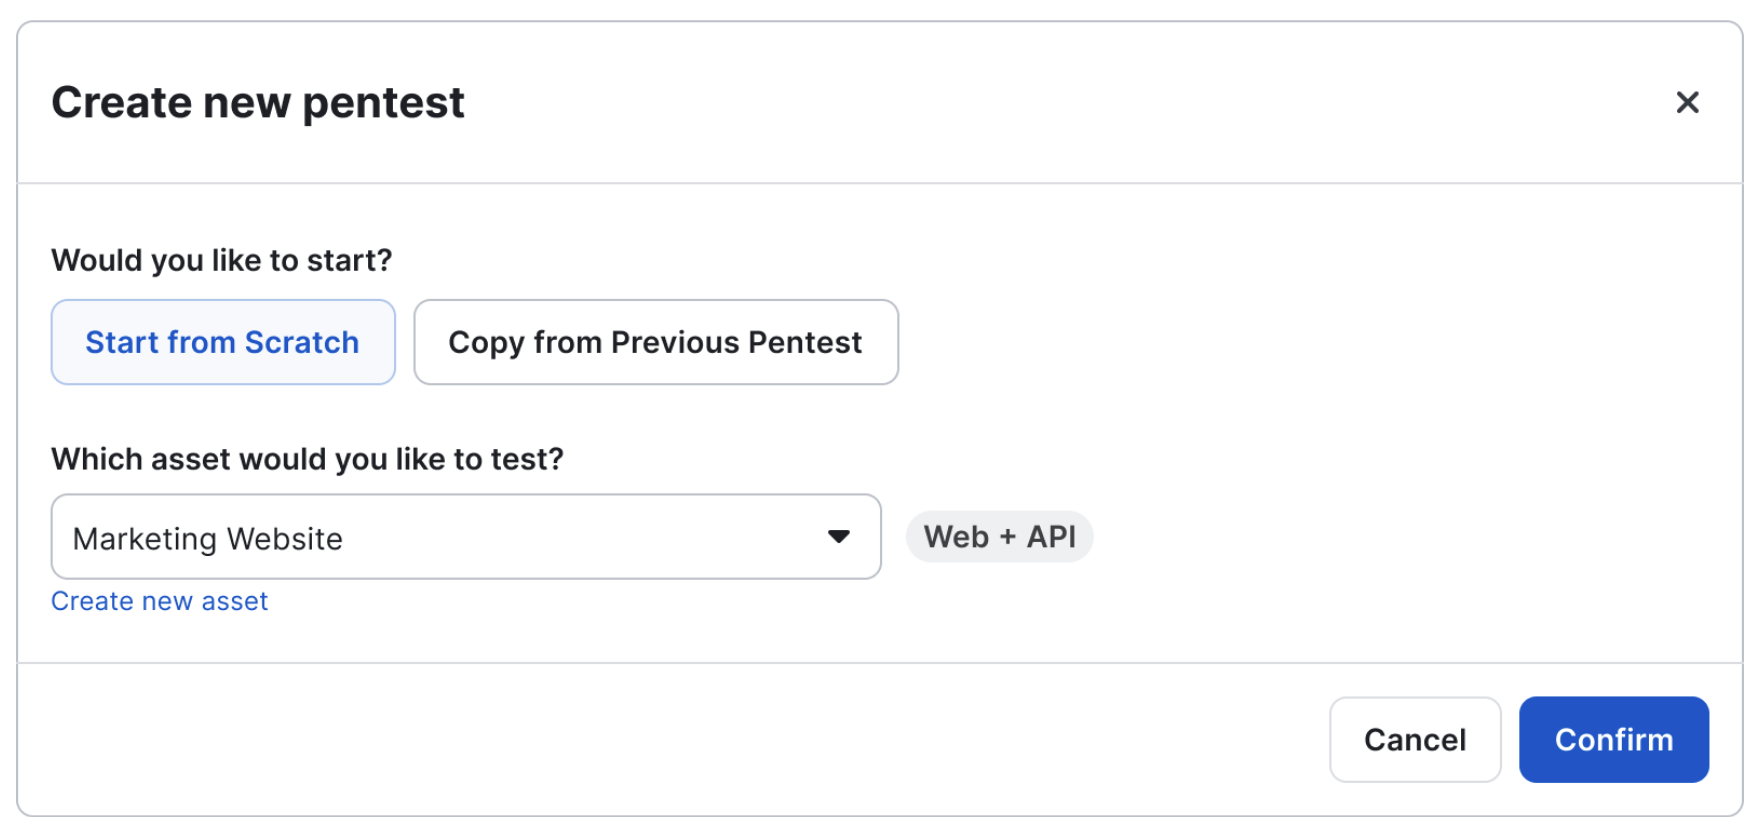 Create new pentest
Would you like to start?
Start from Scratch
Copy from Previous Pentest
Which asset would you like to test?
Marketing Website
Web + API
Create new asset
Cancel
Confirm